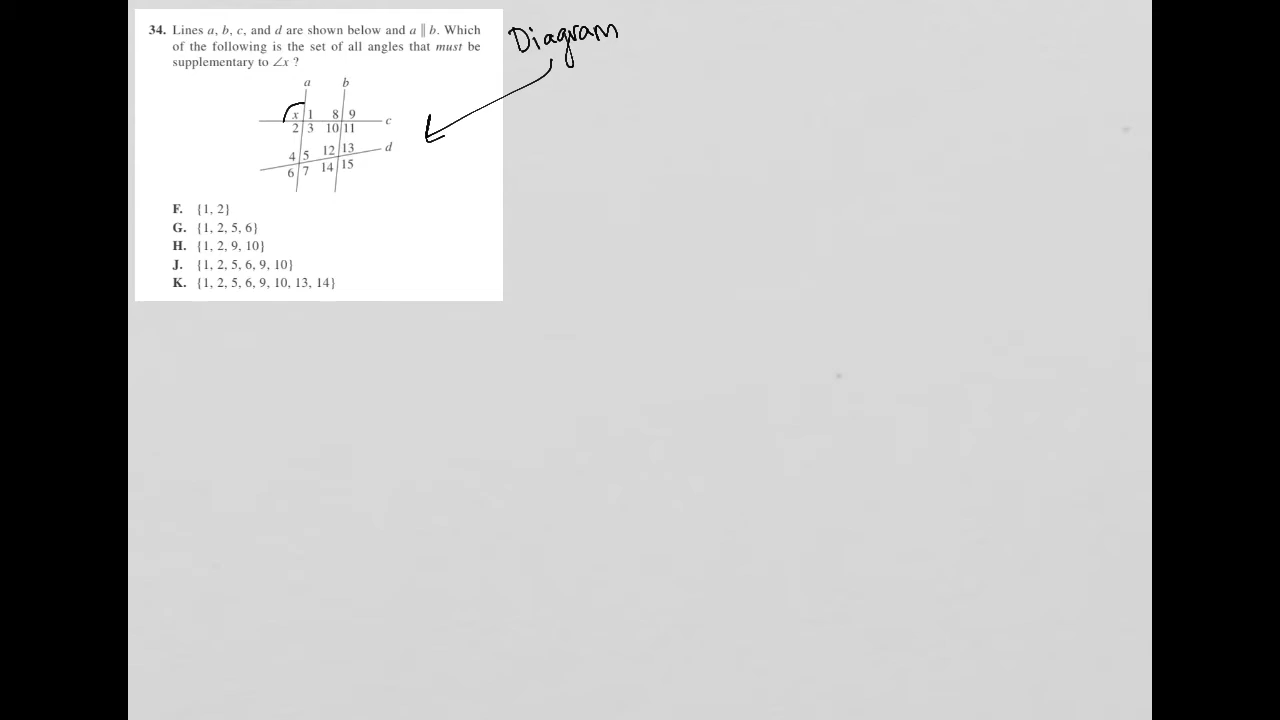 34. Lines a, b, c, and d are shown below and a ∥ b. Which
of the following is the set of all angles that must be
supplementary to ∠x ?
Diagram
a b
x 1 8 9
c
2 3 10 11
d
4 5 12 13
6 7 14 15
F. {1, 2}
G. {1, 2, 5, 6}
H. {1, 2, 9, 10}
J. {1, 2, 5, 6, 9, 10}
K. {1, 2, 5, 6, 9, 10, 13, 14}